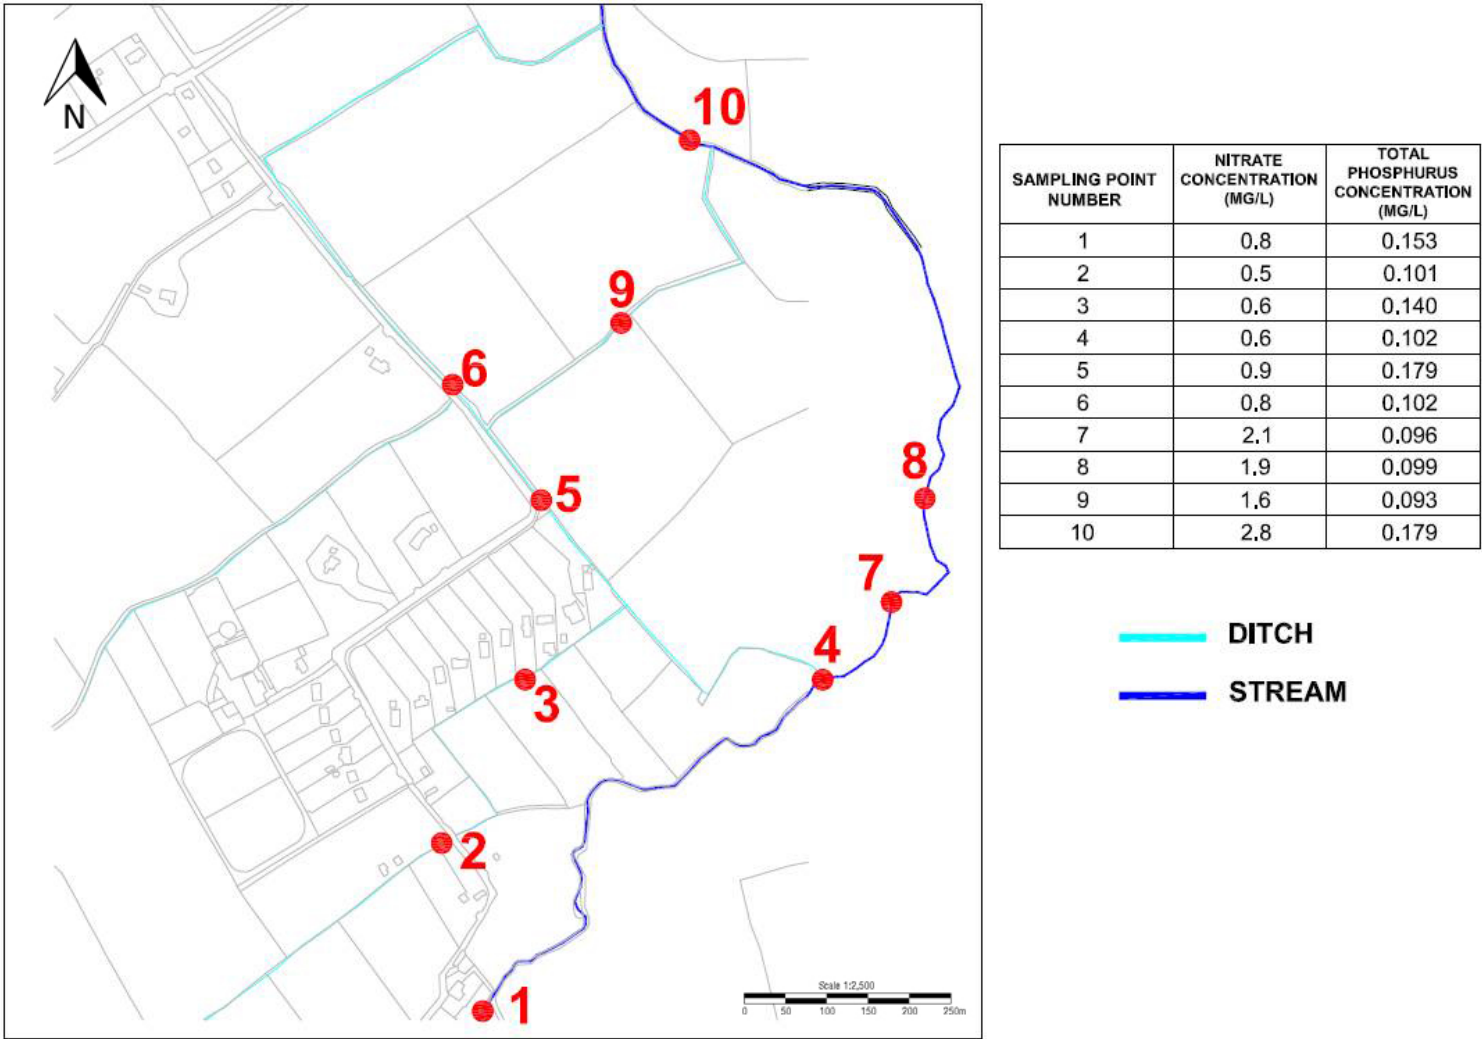 N
10
9
6
5
8
7
4
3
2
1
Scale 1:2,500
0 50 100 150 200 250m
SAMPLING POINT NUMBER NITRATE CONCENTRATION (MG/L) TOTAL PHOSPHURUS CONCENTRATION (MG/L)
1 0.8 0.153
2 0.5 0.101
3 0.6 0.140
4 0.6 0.102
5 0.9 0.179
6 0.8 0.102
7 2.1 0.096
8 1.9 0.099
9 1.6 0.093
10 2.8 0.179
DITCH
STREAM